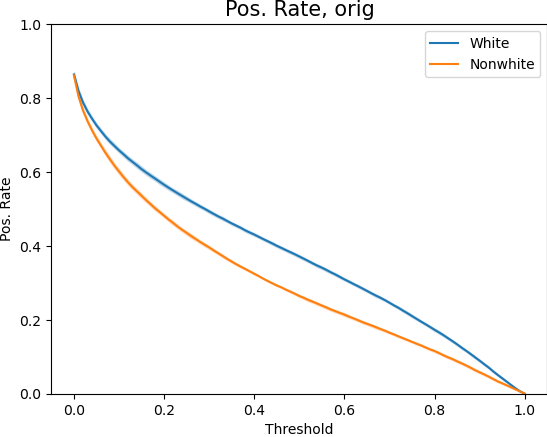 Pos. Rate, orig
White
Nonwhite
1.0
0.8
0.6
0.4
0.2
0.0
Pos. Rate
0.0 0.2 0.4 0.6 0.8 1.0
Threshold